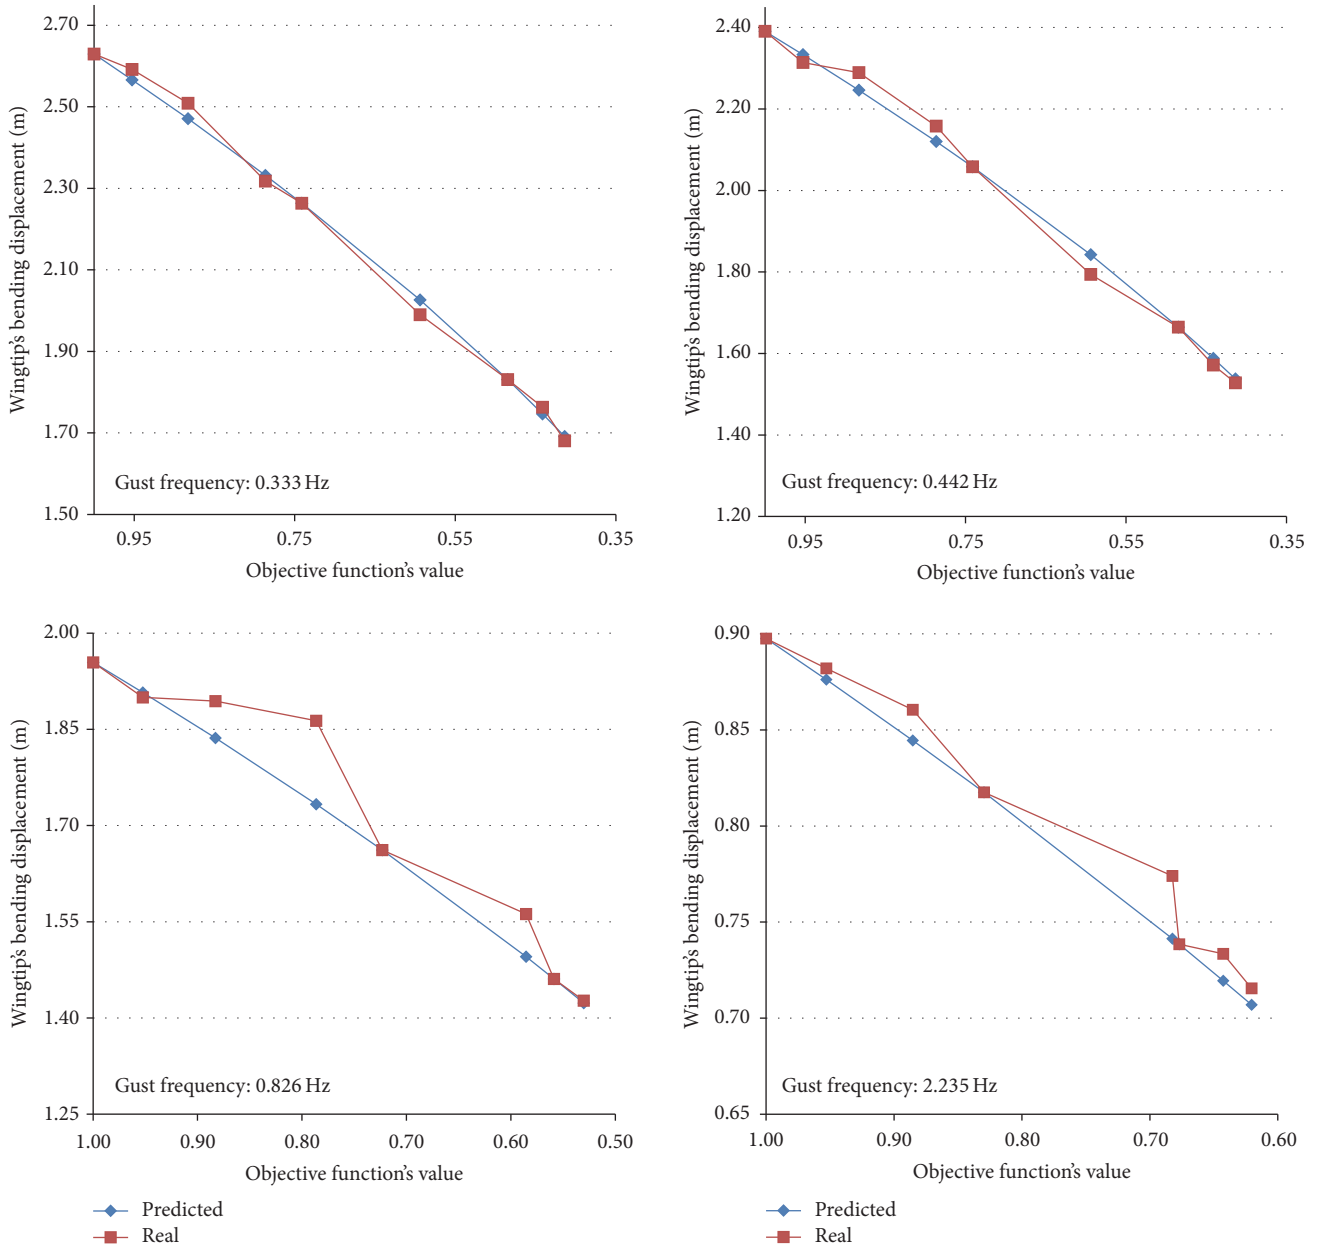 2.70
2.50
2.30
2.10
1.90
1.70
1.50
Wingtip's bending displacement (m)
Gust frequency: 0.333 Hz
0.95 0.75 0.55 0.35
Objective function's value
2.40
2.20
2.00
1.80
1.60
1.40
1.20
Wingtip's bending displacement (m)
Gust frequency: 0.442 Hz
0.95 0.75 0.55 0.35
Objective function's value
2.00
1.85
1.70
1.55
1.40
1.25
Wingtip's bending displacement (m)
Gust frequency: 0.826 Hz
1.00 0.90 0.80 0.70 0.60 0.50
Objective function's value
Predicted
Real
0.90
0.85
0.80
0.75
0.70
0.65
Wingtip's bending displacement (m)
Gust frequency: 2.235 Hz
1.00 0.90 0.80 0.70 0.60
Objective function's value
Predicted
Real